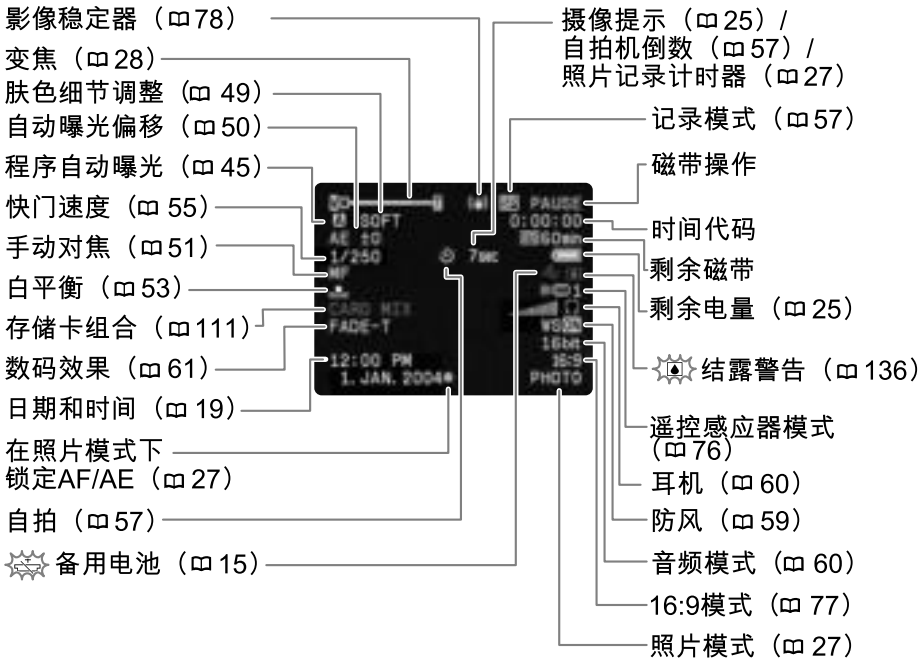 影像稳定器（78）
变焦（28）
肤色细节调整（49）
自动曝光偏移（50）
程序自动曝光（45）
快门速度（55）
手动对焦（51）
白平衡（53）
存储卡组合（111）
数码效果（61）
日期和时间（19）
在照片模式下
锁定AF/AE（27）
自拍（57）
备用电池（15）
摄像提示（25）/
自拍机倒数（57）/
照片记录计时器（27）
记录模式（57）
磁带操作
时间代码
剩余磁带
剩余电量（25）
结露警告（136）
遥控感应器模式
（76）
耳机（60）
防风（59）
音频模式（60）
16:9模式（77）
照片模式（27）
W T SP PAUSE
A SOFT 0:00:00
AE ±0 60min
1/250 7sec
MF
1
CARD MIX
FADE-T WS ON
16bit
12:00 PM 16:9
1. JAN. 2004 PHOTO